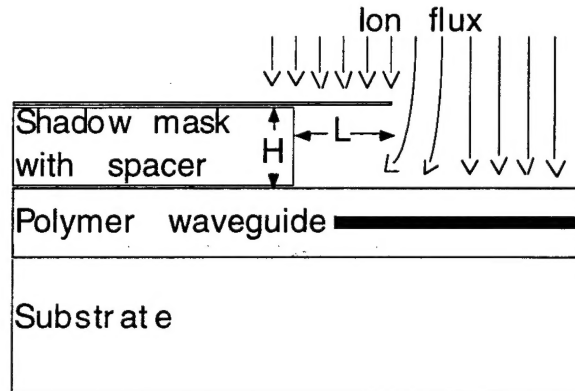 Ion flux
Shadow mask
with spacer
H
L
Polymer waveguide
Substrate